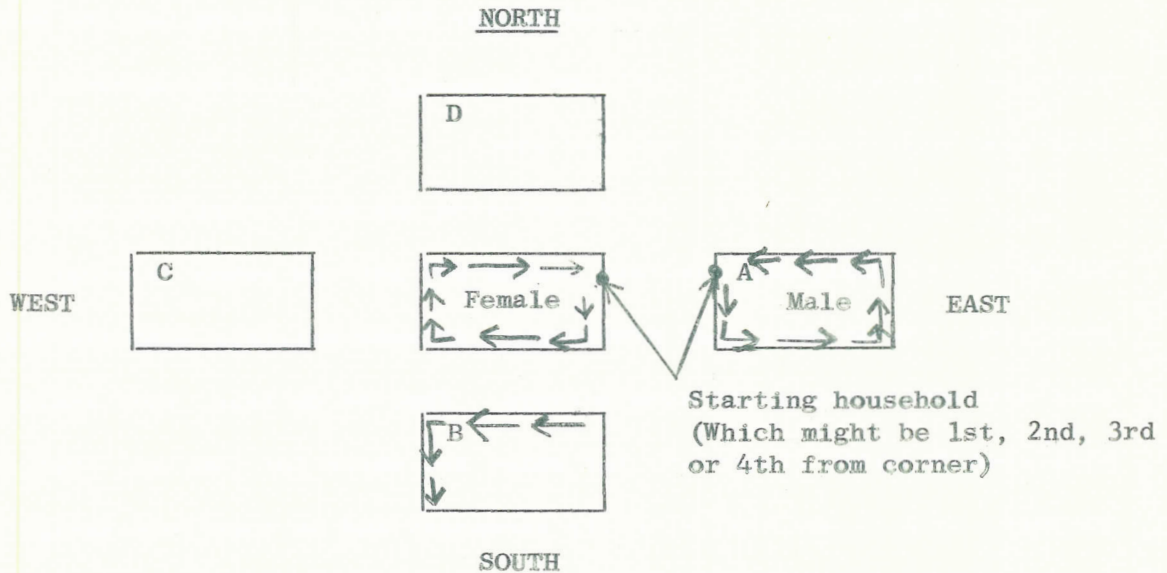 NORTH
D
C
A
WEST
Female
Male
EAST
Starting household
(Which might be 1st, 2nd, 3rd
or 4th from corner)
B
SOUTH